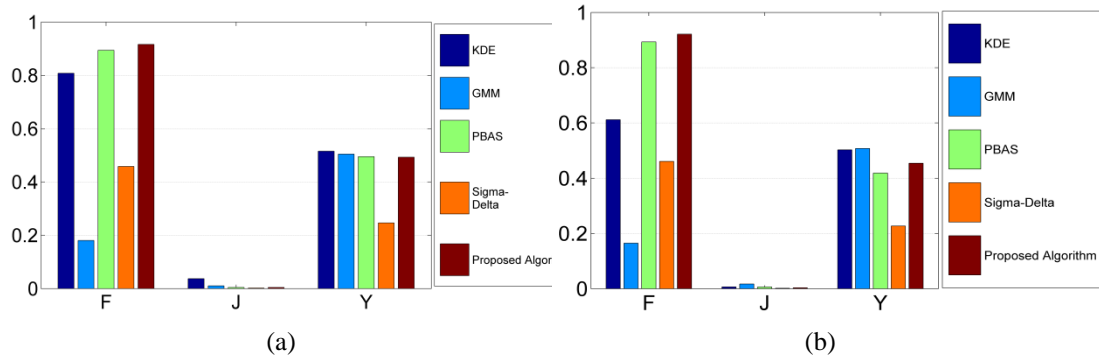 1
0.8
0.6
0.4
0.2
0
F
J
Y
KDE
GMM
PBAS
Sigma-
Delta
Proposed Algor
(a)
1
0.8
0.6
0.4
0.2
0
F
J
Y
KDE
GMM
PBAS
Sigma-Delta
Proposed Algorithm
(b)